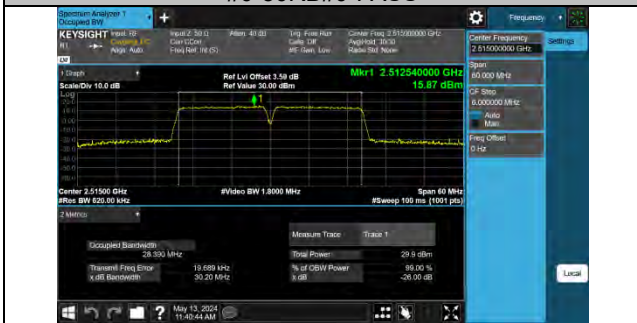 Spectrum Analyzer 1
Occupied BW
Frequency
KEYSIGHT
Input: RF
Align: Auto
Input Z: 50 Ω
Corr CCorr
Freq Ref: Int (S)
Atten: 40 dB
Trig: Free Run
Gate: Off
#IF Gain: Low
Center Freq: 2.515000000 GHz
Avg|Hold: 30/30
Radio Std: None
Center Frequency
2.515000000 GHz
Settings
Span
60.000 MHz
CF Step
6.000000 MHz
Auto
Man
Freq Offset
0 Hz
1 Graph
Scale/Div 10.0 dB
Ref Lvl Offset 3.59 dB
Ref Value 30.00 dBm
Mkr1 2.512540000 GHz
15.87 dBm
Log
1
Center 2.51500 GHz
#Res BW 620.00 kHz
#Video BW 1.8000 MHz
Span 60 MHz
#Sweep 100 ms (1001 pts)
2 Metrics
Measure Trace
Trace 1
Occupied Bandwidth
28.390 MHz
Total Power
29.9 dBm
Transmit Freq Error
19.689 kHz
% of OBW Power
99.00 %
x dB Bandwidth
30.20 MHz
x dB
-26.00 dB
Local
May 13, 2024
11:40:44 AM